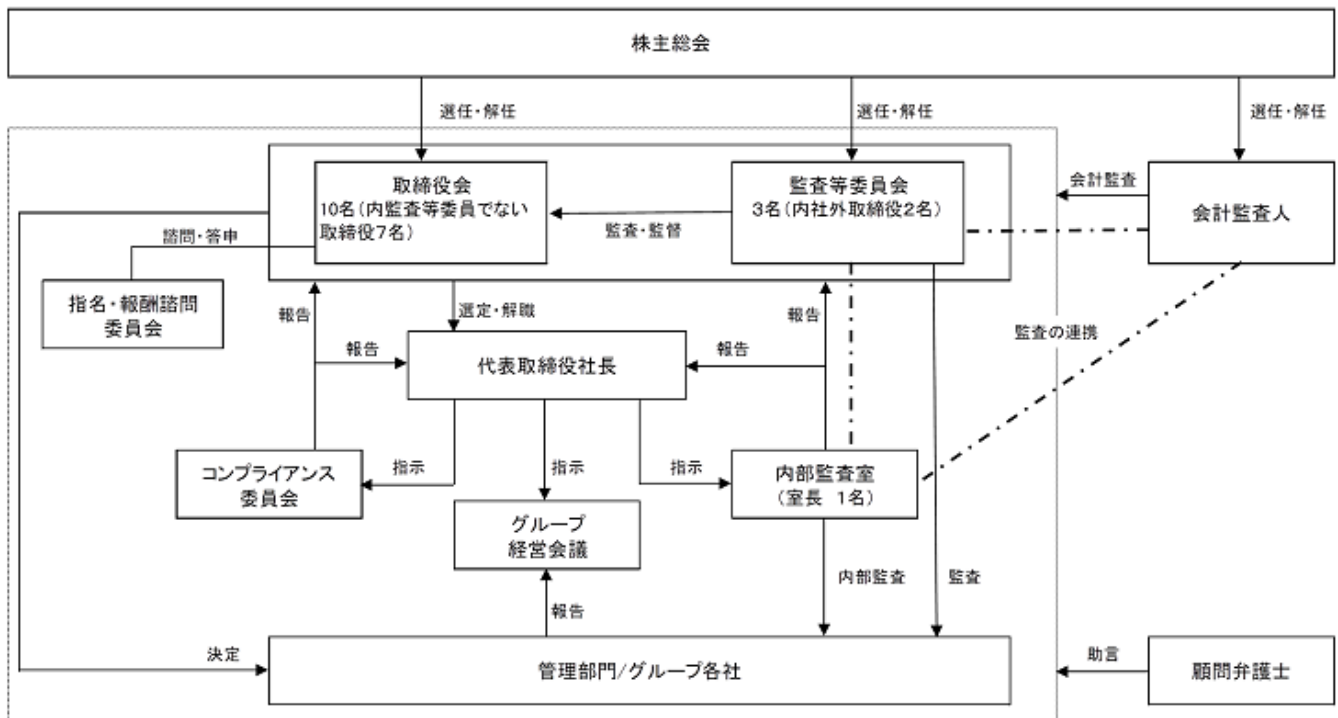 株主総会
選任・解任
選任・解任
選任・解任
取締役会
10名(内監査等委員でない
取締役7名)
監査等委員会
3名(内社外取締役2名)
会計監査
会計監査人
監査・監督
諮問・答申
指名・報酬諮問
委員会
報告
選定・解職
報告
監査の連携
報告
代表取締役社長
報告
コンプライアンス
委員会
指示
指示
指示
内部監査室
(室長 1名)
グループ
経営会議
内部監査
監査
報告
決定
管理部門/グループ各社
助言
顧問弁護士